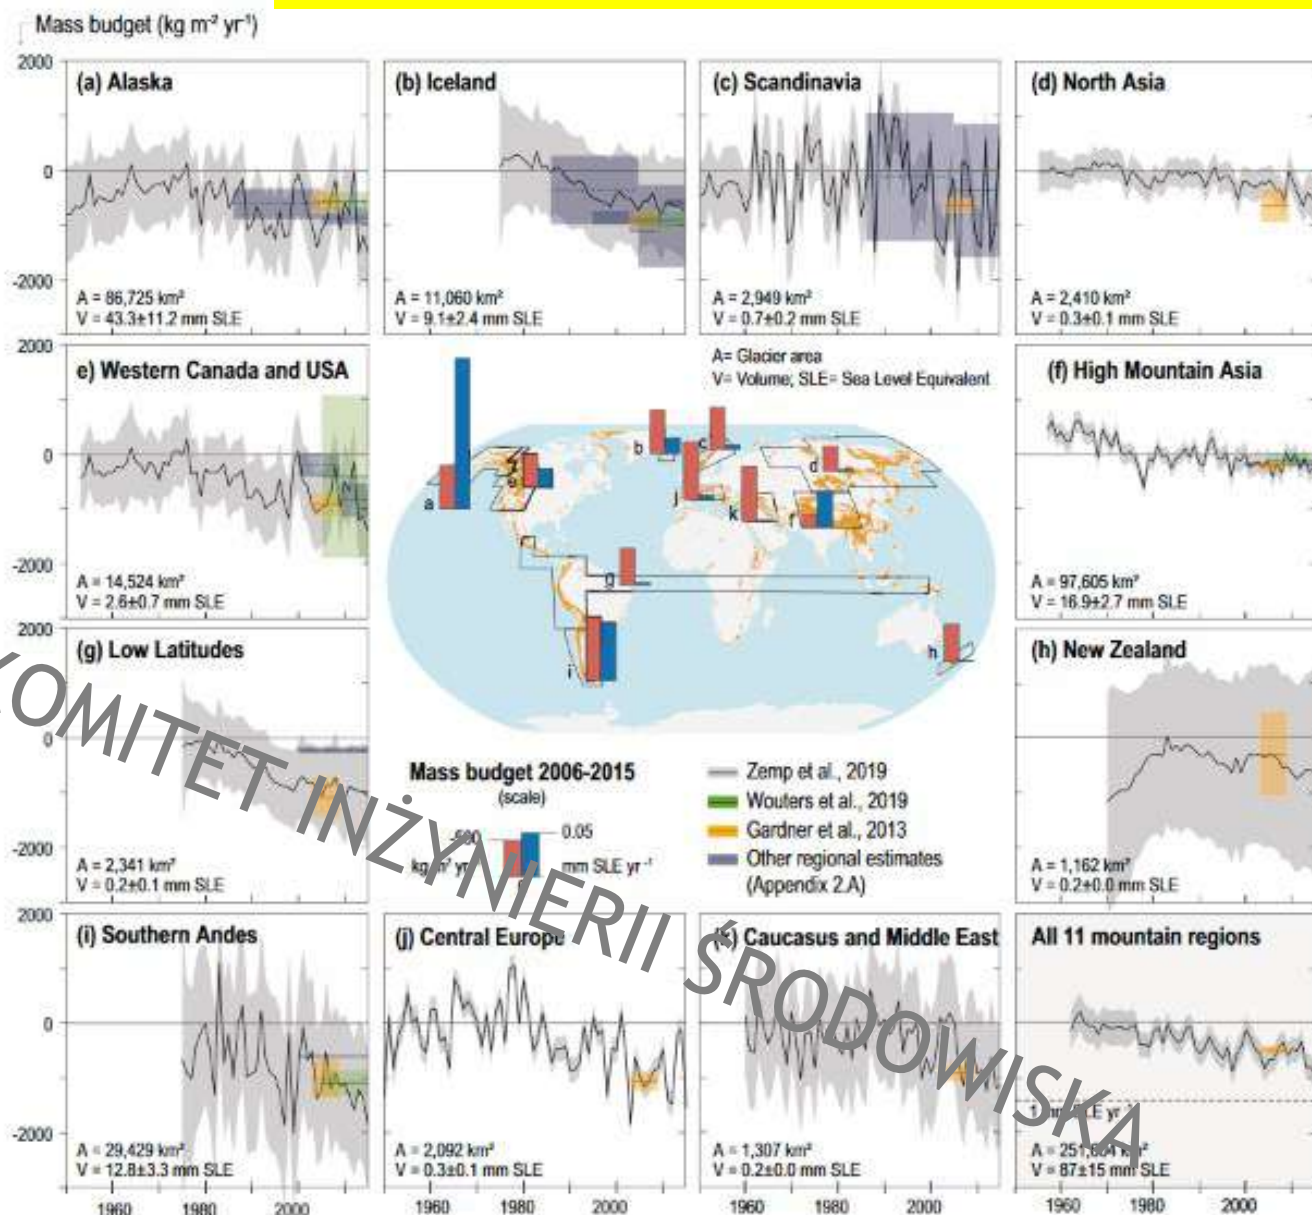 Mass budget (kg m⁻² yr⁻¹)
2000
0
-2000
(a) Alaska
A = 86,725 km²
V = 43.3±11.2 mm SLE
(b) Iceland
A = 11,060 km²
V = 9.1±2.4 mm SLE
(c) Scandinavia
A = 2,949 km²
V = 0.7±0.2 mm SLE
(d) North Asia
A = 2,410 km²
V = 0.3±0.1 mm SLE
2000
0
-2000
e) Western Canada and USA
A = 14,524 km²
V = 2.6±0.7 mm SLE
A= Glacier area
V= Volume; SLE= Sea Level Equivalent
a
b
c
d
e
f
g
h
i
j
k
(f) High Mountain Asia
A = 97,605 km²
V = 16.9±2.7 mm SLE
2000
0
-2000
(g) Low Latitudes
A = 2,341 km²
V = 0.2±0.1 mm SLE
Mass budget 2006-2015
(scale)
0.05
mm SLE yr⁻¹
Zemp et al., 2019
Wouters et al., 2019
Gardner et al., 2013
Other regional estimates
(Appendix 2.A)
(h) New Zealand
A = 1,162 km²
V = 0.2±0.0 mm SLE
2000
0
-2000
(i) Southern Andes
A = 29,429 km²
V = 12.8±3.3 mm SLE
(j) Central Europe
A = 2,092 km²
V = 0.3±0.1 mm SLE
(k) Caucasus and Middle East
A = 1,307 km²
V = 0.2±0.0 mm SLE
All 11 mountain regions
V = 87±15 mm SLE
1960 1980 2000
1960 1980 2000
1960 1980 2000
1960 1980 2000
KOMITET INŻYNIERII ŚRODOWISKA